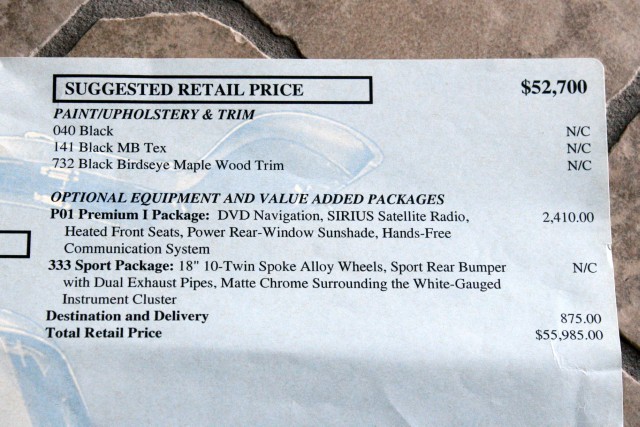 SUGGESTED RETAIL PRICE $52,700
PAINT/UPHOLSTERY & TRIM
040 Black N/C
141 Black MB Tex N/C
732 Black Birdseye Maple Wood Trim N/C
OPTIONAL EQUIPMENT AND VALUE ADDED PACKAGES
P01 Premium I Package: DVD Navigation, SIRIUS Satellite Radio, 2,410.00
Heated Front Seats, Power Rear-Window Sunshade, Hands-Free
Communication System
333 Sport Package: 18" 10-Twin Spoke Alloy Wheels, Sport Rear Bumper N/C
with Dual Exhaust Pipes, Matte Chrome Surrounding the White-Gauged
Instrument Cluster
Destination and Delivery 875.00
Total Retail Price $55,985.00